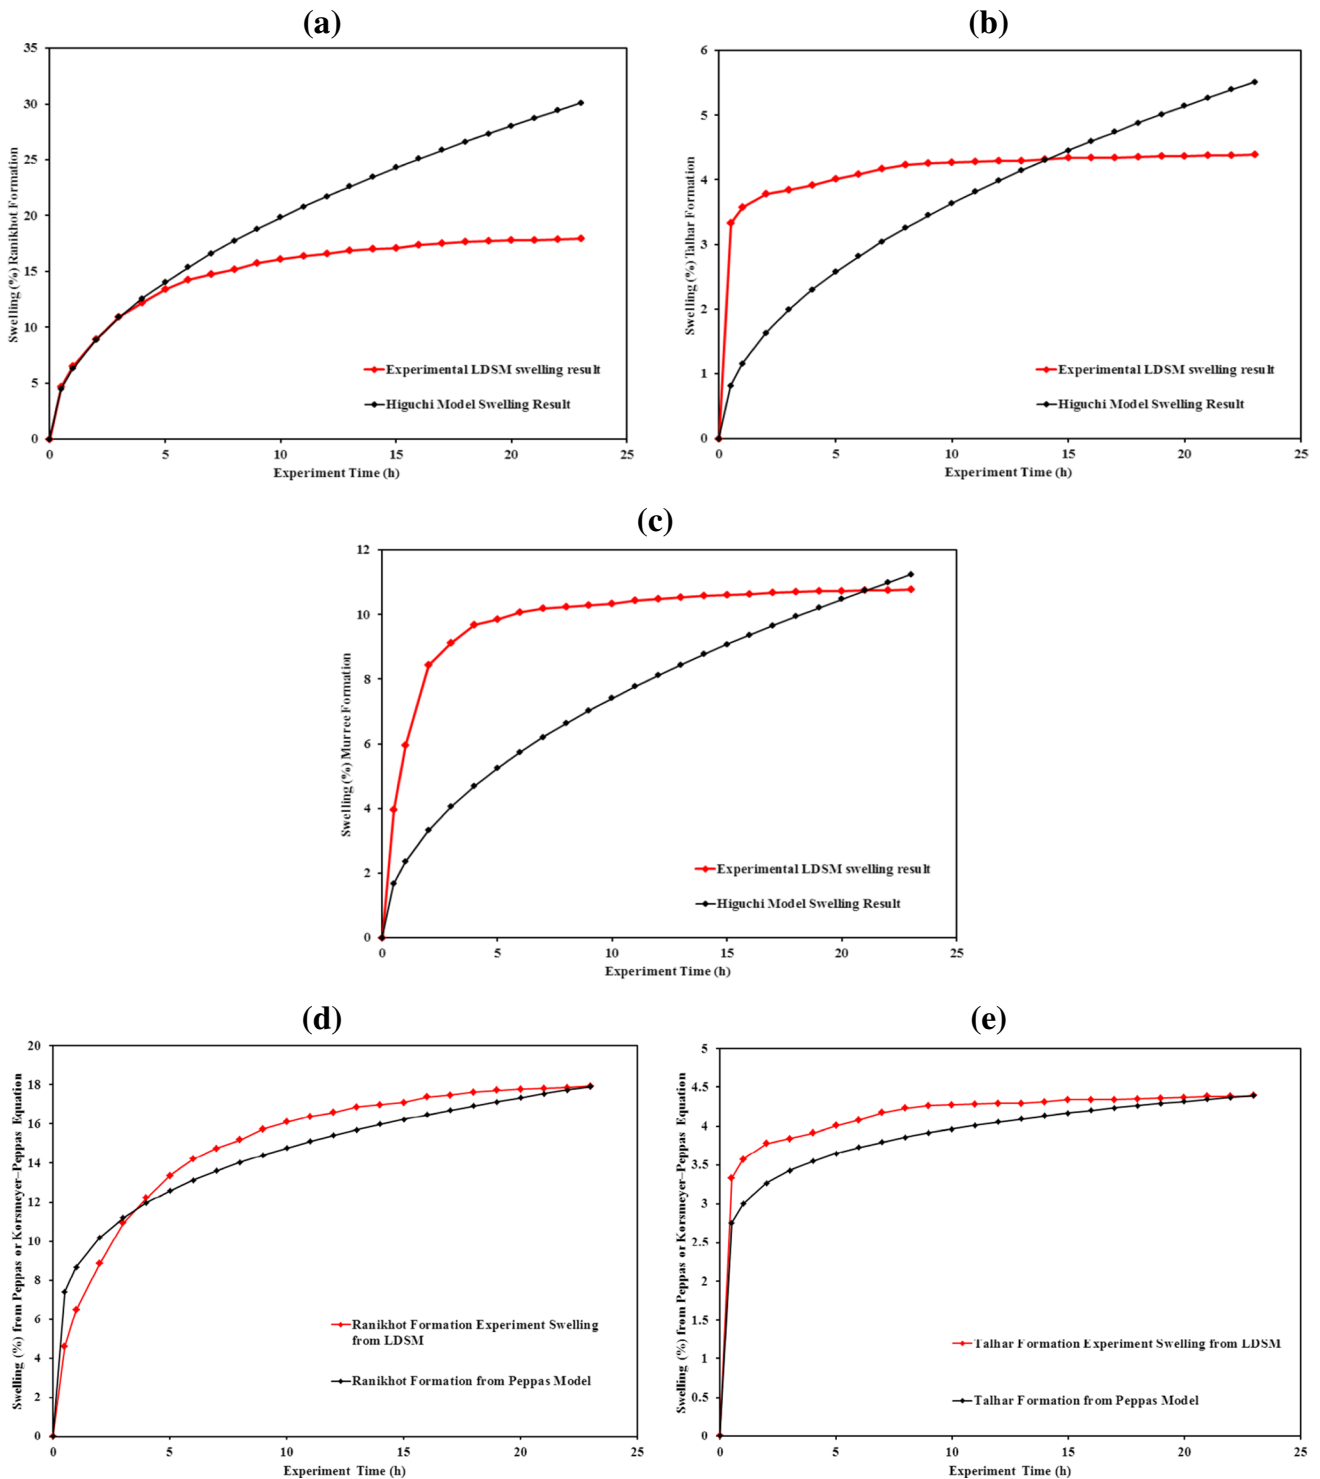 (a)
(b)
35
30
25
20
15
10
5
0
Swelling (%) Ranikhot Formation
Experimental LDSM swelling result
Higuchi Model Swelling Result
0 5 10 15 20 25
Experiment Time (h)
6
5
4
3
2
1
0
Swelling (%) Talhar Formation
Experimental LDSM swelling result
Higuchi Model Swelling Result
0 5 10 15 20 25
Experiment Time (h)
(c)
12
10
8
6
4
2
0
Swelling (%) Murree Formation
Experimental LDSM swelling result
Higuchi Model Swelling Result
0 5 10 15 20 25
Experiment Time (h)
(d)
(e)
20
18
16
14
12
10
8
6
4
2
0
Swelling (%) from Peppas or Korsmeyer–Peppas Equation
Ranikhot Formation Experiment Swelling
from LDSM
Ranikhot Formation from Peppas Model
0 5 10 15 20 25
Experiment Time (h)
5
4.5
4
3.5
3
2.5
2
1.5
1
0.5
0
Swelling (%) from Peppas or Korsmeyer–Peppas Equation
Talhar Formation Experiment Swelling from LDSM
Talhar Formation from Peppas Model
0 5 10 15 20 25
Experiment Time (h)